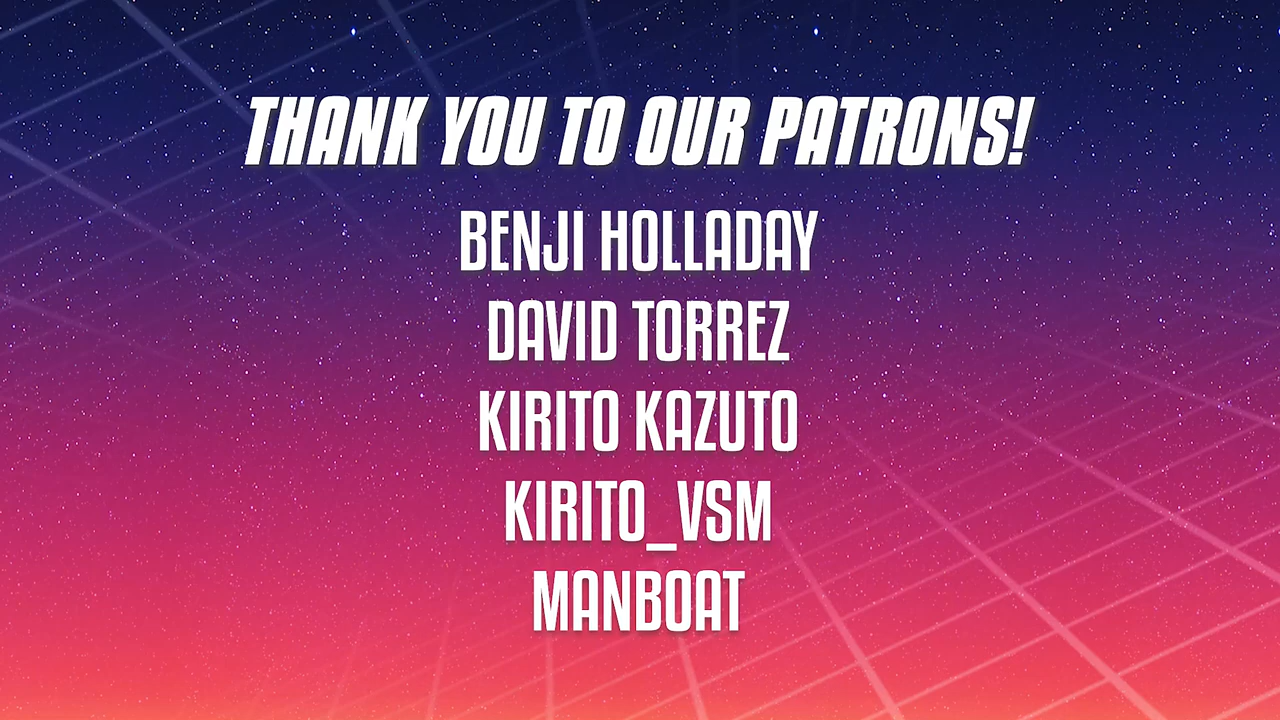 THANK YOU TO OUR PATRONS!
BENJI HOLLADAY
DAVID TORREZ
KIRITO KAZUTO
KIRITO_VSM
MANBOAT